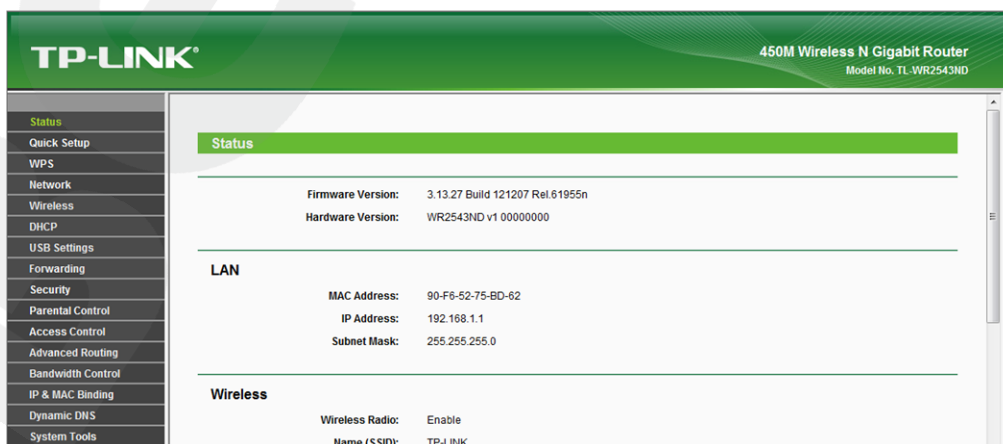 TP-LINK®
450M Wireless N Gigabit Router
Model No. TL-WR2543ND
Status
Quick Setup
WPS
Network
Wireless
DHCP
USB Settings
Forwarding
Security
Parental Control
Access Control
Advanced Routing
Bandwidth Control
IP & MAC Binding
Dynamic DNS
System Tools
Status
Firmware Version: 3.13.27 Build 121207 Rel.61955n
Hardware Version: WR2543ND v1 00000000
LAN
MAC Address: 90-F6-52-75-BD-62
IP Address: 192.168.1.1
Subnet Mask: 255.255.255.0
Wireless
Wireless Radio: Enable
Name (SSID): TP-LINK